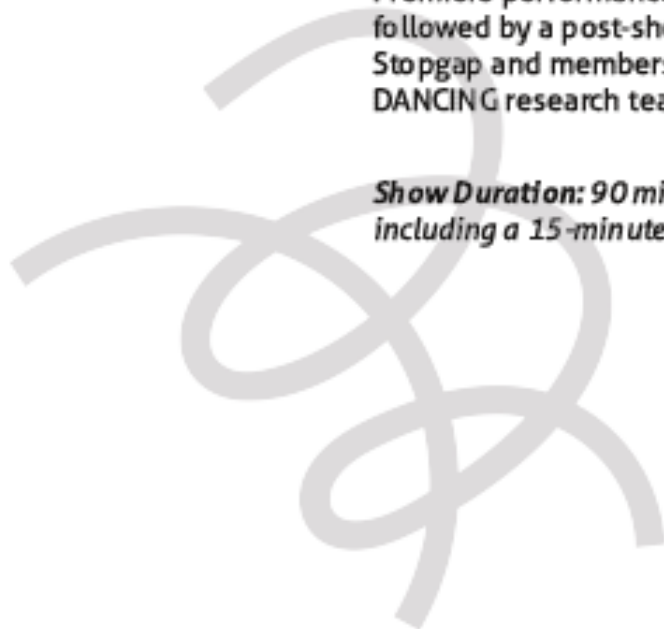 followed by a post-sh
Stopgap and member
DANCING research tea
Show Duration: 90 mi
including a 15-minute